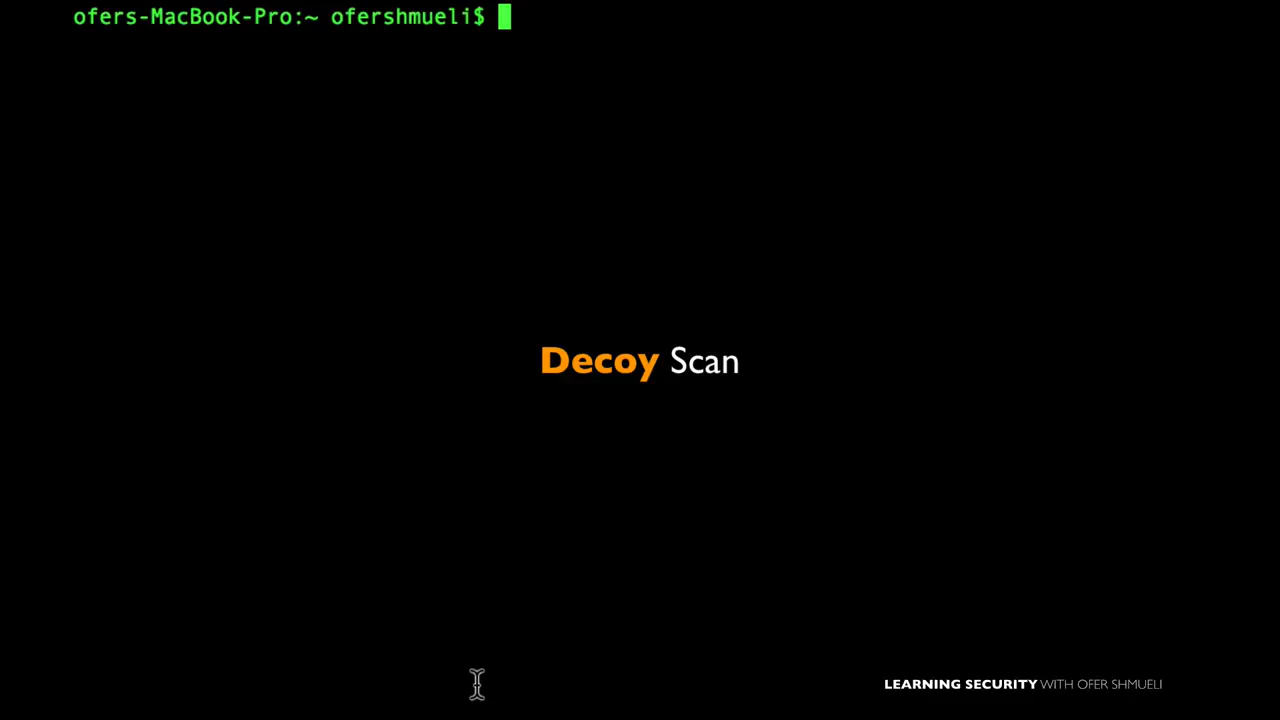 ofers-MacBook-Pro:~ ofershmueli$
Decoy Scan
LEARNING SECURITY WITH OFER SHMUELI